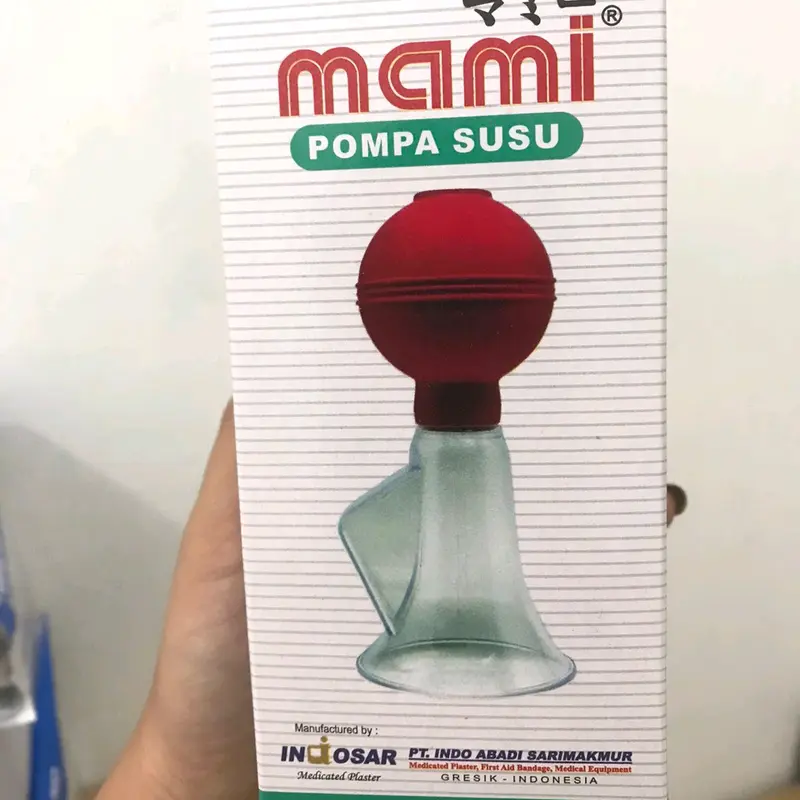 mami®
POMPA SUSU
Manufactured by :
INDOSAR
Medicated Plaster
PT. INDO ABADI SARIMAKMUR
Medicated Plaster, First Aid Bandage, Medical Equipment
GRESIK - INDONESIA